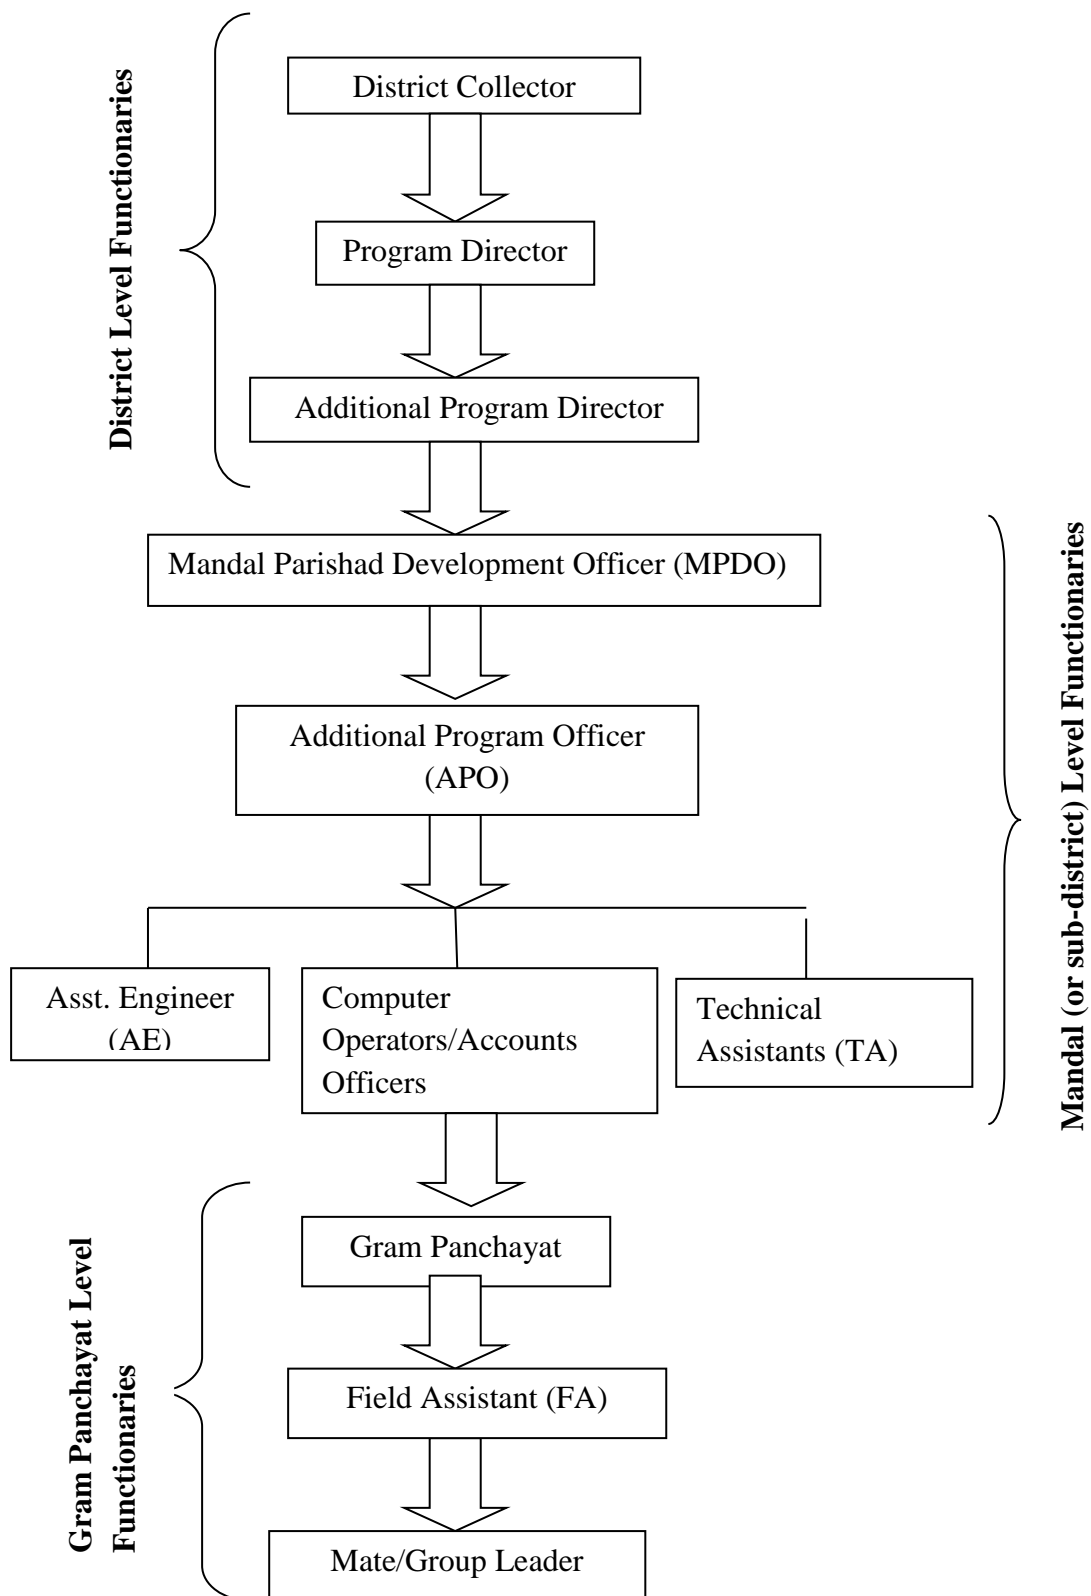 District Level Functionaries
District Collector
Program Director
Additional Program Director
Mandal (or sub-district) Level Functionaries
Mandal Parishad Development Officer (MPDO)
Additional Program Officer
(APO)
Asst. Engineer
(AE)
Computer
Operators/Accounts
Officers
Technical
Assistants (TA)
Gram Panchayat Level
Functionaries
Gram Panchayat
Field Assistant (FA)
Mate/Group Leader